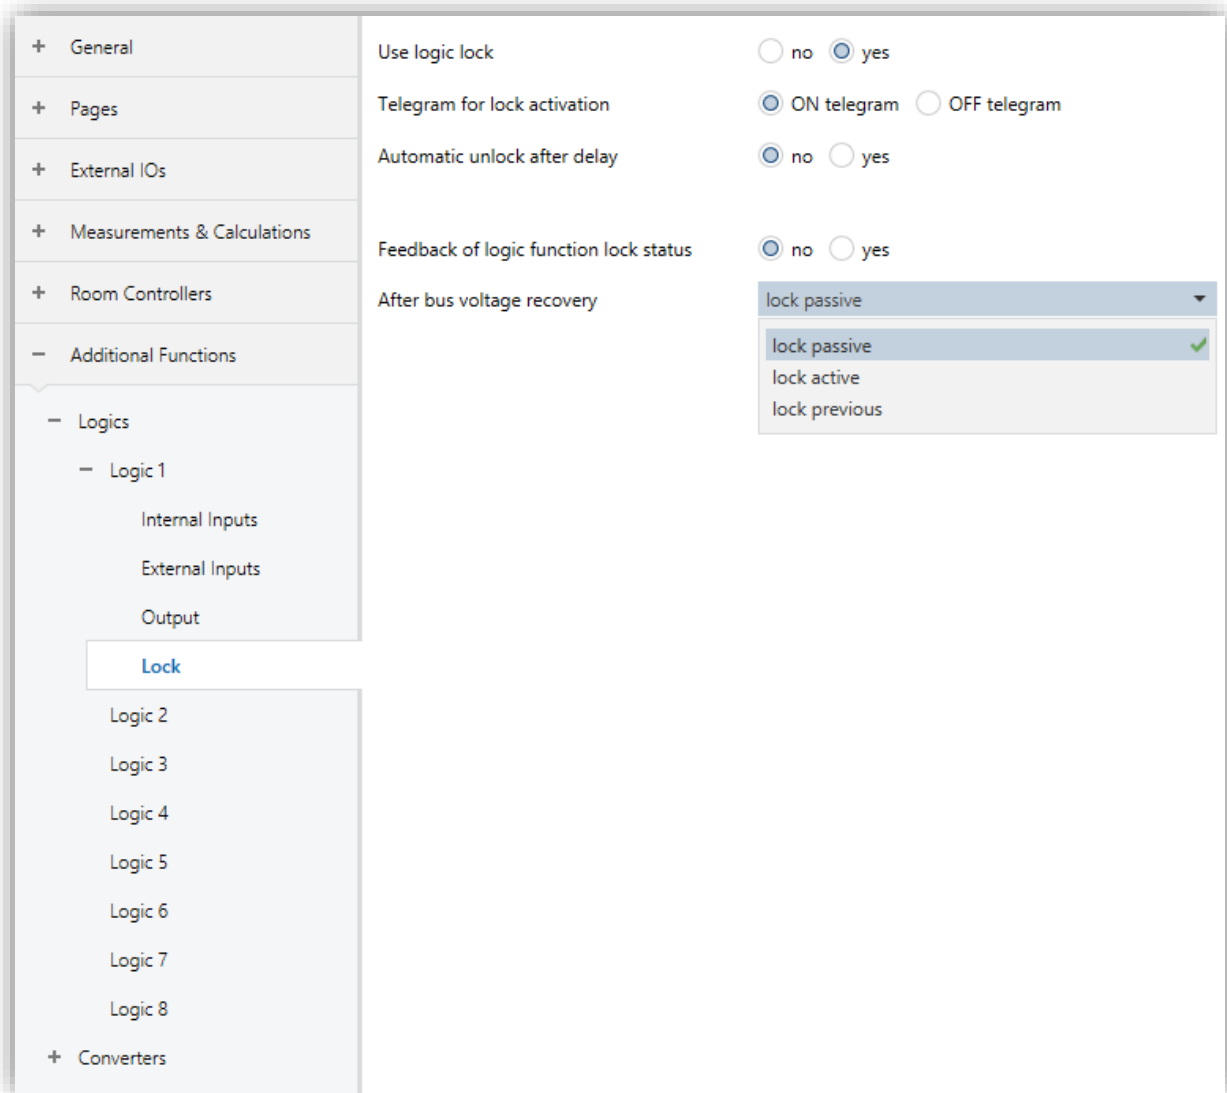 General
Pages
External IOs
Measurements & Calculations
Room Controllers
Additional Functions
Logics
Logic 1
Internal Inputs
External Inputs
Output
Lock
Logic 2
Logic 3
Logic 4
Logic 5
Logic 6
Logic 7
Logic 8
Converters
Use logic lock no yes
Telegram for lock activation ON telegram OFF telegram
Automatic unlock after delay no yes
Feedback of logic function lock status no yes
After bus voltage recovery lock passive
lock passive
lock active
lock previous